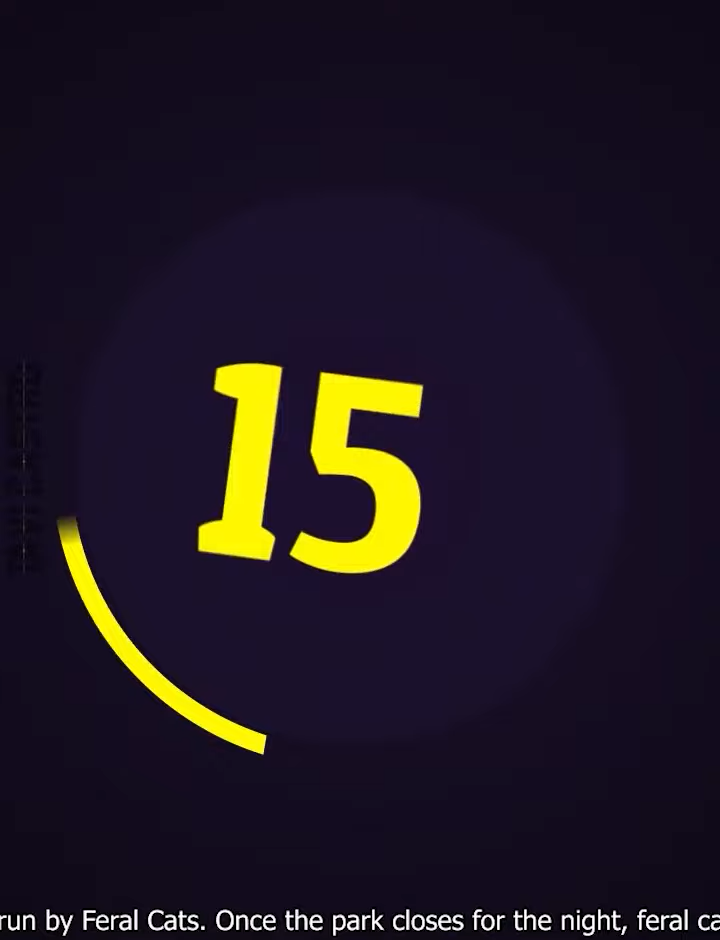 15
run by Feral Cats. Once the park closes for the night, feral ca